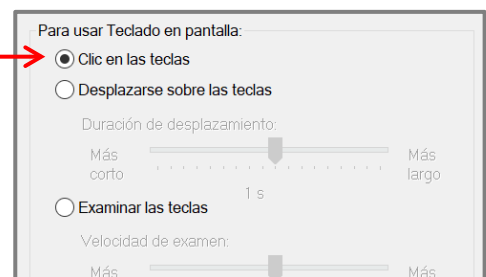 Para usar Teclado en pantalla:
Clic en las teclas
Desplazarse sobre las teclas
Duración de desplazamiento:
Más corto
Más largo
1 s
Examinar las teclas
Velocidad de examen:
Más
Más